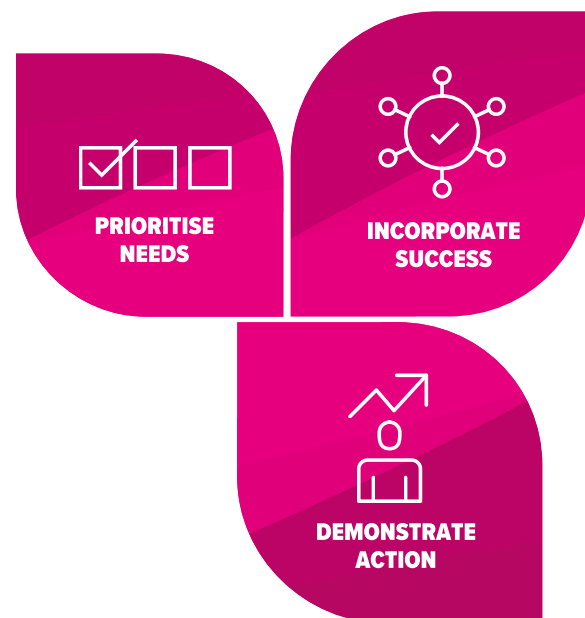 PRIORITISE
NEEDS
INCORPORATE
SUCCESS
DEMONSTRATE
ACTION